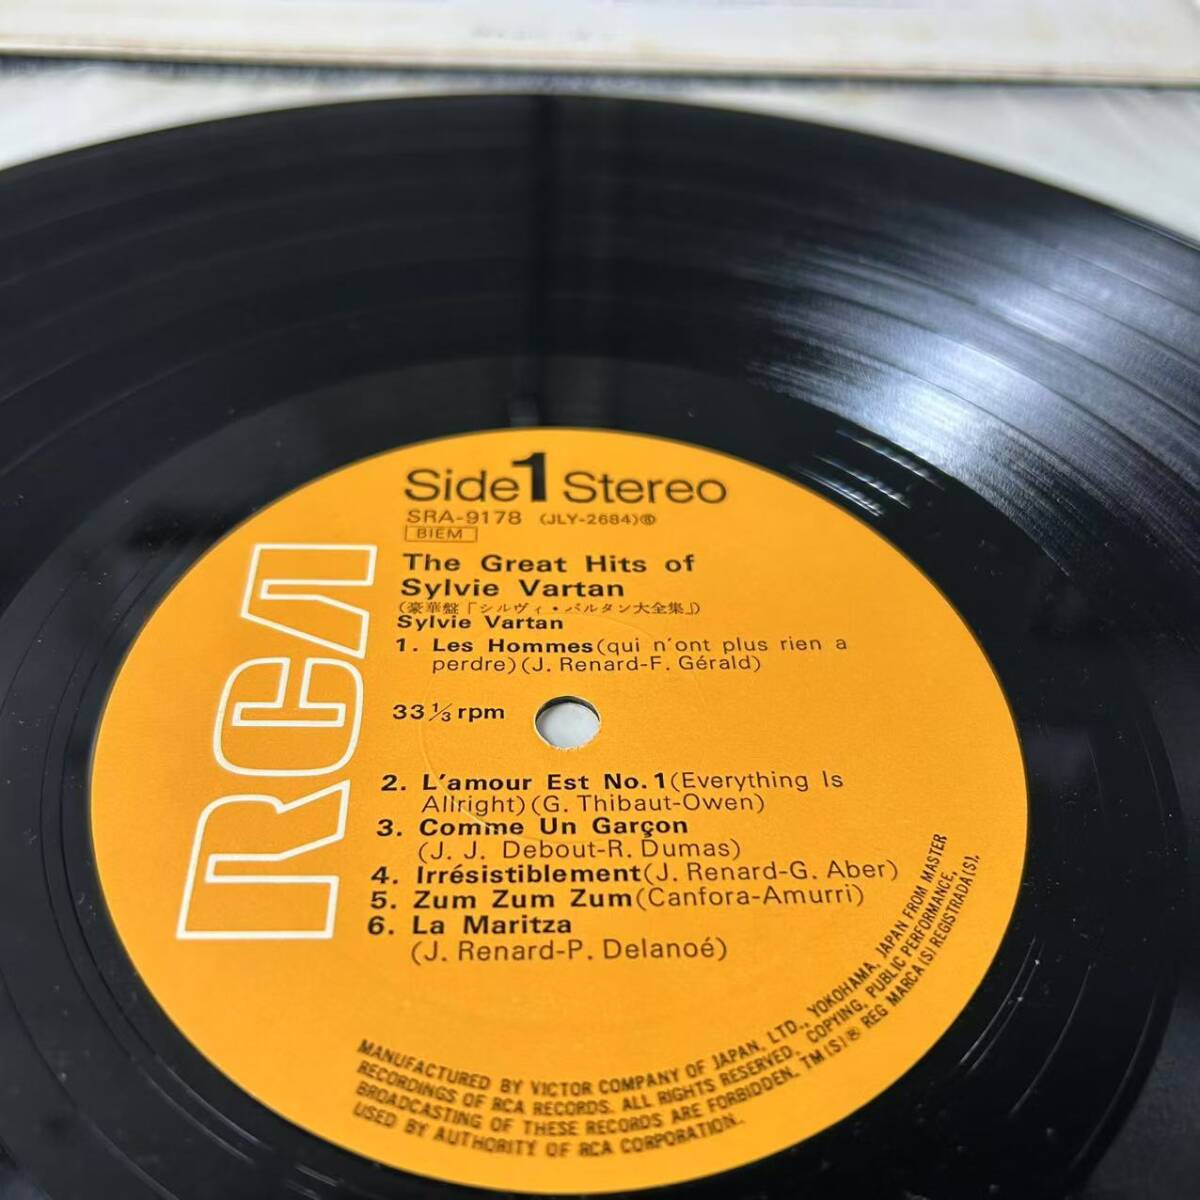 Side 1 Stereo
SRA-9178 (JLY-2684)Ⓢ
BIEM
The Great Hits of
Sylvie Vartan
(豪華盤「シルヴィ・バルタン大全集」)
Sylvie Vartan
1. Les Hommes(qui n'ont plus rien a
perdre)(J. Renard-F. Gérald)
33 1/3 rpm
2. L'amour Est No.1(Everything Is
Allright)(G. Thibaut-Owen)
3. Comme Un Garçon
(J. J. Debout-R. Dumas)
4. Irrésistiblement(J. Renard-G. Aber)
5. Zum Zum Zum(Canfora-Amurri)
6. La Maritza
(J. Renard-P. Delanoé)
RCA
MANUFACTURED BY VICTOR COMPANY OF JAPAN, LTD., YOKOHAMA, JAPAN FROM MASTER
RECORDINGS OF RCA RECORDS. ALL RIGHTS RESERVED. COPYING, PUBLIC PERFORMANCE,
BROADCASTING OF THESE RECORDS ARE FORBIDDEN. TM(S)® REG MARCA(S) REGISTRADA(S).
USED BY AUTHORITY OF RCA CORPORATION.